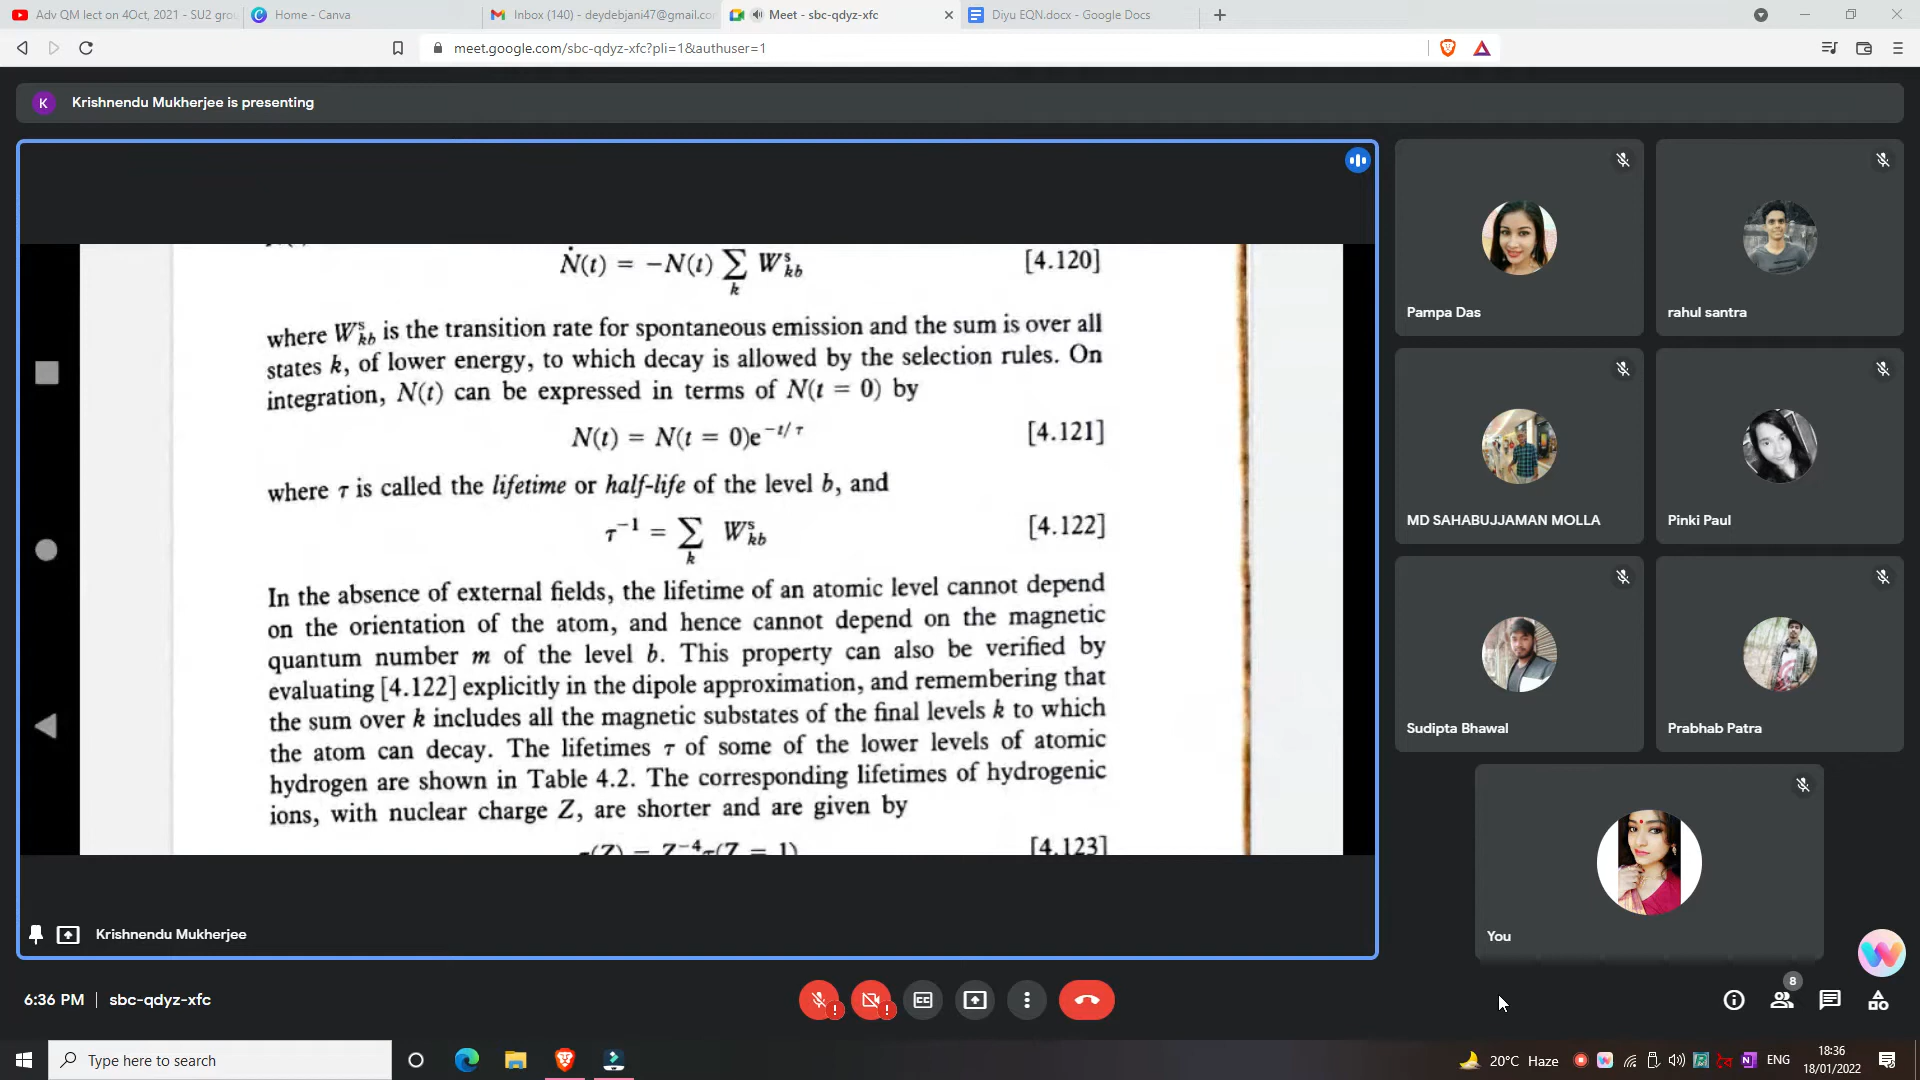 Adv QM lect on 4Oct, 2021 - SU2 gro
Home - Canva
Inbox (140) - deydebjani47@gmail.co
Meet - sbc-qdyz-xfc
Diyu EQN.docx - Google Docs
meet.google.com/sbc-qdyz-xfc?pli=1&authuser=1
K
Krishnendu Mukherjee is presenting
Ṅ(t) = −N(t) ∑ₖ Wˢₖb [4.120]
where Wˢₖb is the transition rate for spontaneous emission and the sum is over all
states k, of lower energy, to which decay is allowed by the selection rules. On
integration, N(t) can be expressed in terms of N(t = 0) by
N(t) = N(t = 0)e^−t/τ [4.121]
where τ is called the lifetime or half-life of the level b, and
τ⁻¹ = ∑ₖ Wˢₖb [4.122]
In the absence of external fields, the lifetime of an atomic level cannot depend
on the orientation of the atom, and hence cannot depend on the magnetic
quantum number m of the level b. This property can also be verified by
evaluating [4.122] explicitly in the dipole approximation, and remembering that
the sum over k includes all the magnetic substates of the final levels k to which
the atom can decay. The lifetimes τ of some of the lower levels of atomic
hydrogen are shown in Table 4.2. The corresponding lifetimes of hydrogenic
ions, with nuclear charge Z, are shorter and are given by
τ(Z) = Z⁻⁴τ(Z = 1) [4.123]
Krishnendu Mukherjee
Pampa Das
rahul santra
MD SAHABUJJAMAN MOLLA
Pinki Paul
Sudipta Bhawal
Prabhab Patra
You
6:36 PM | sbc-qdyz-xfc
8
Type here to search
20°C Haze
ENG
18:36
18/01/2022